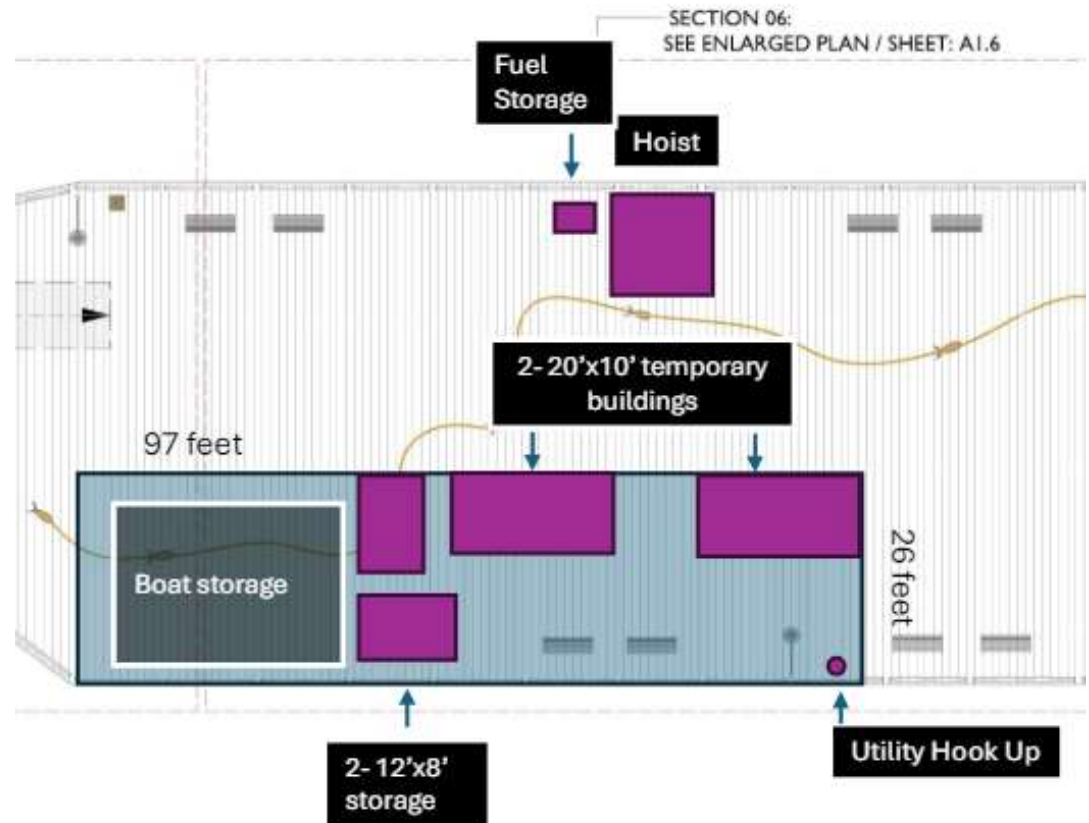 SECTION 06:
SEE ENLARGED PLAN / SHEET: A1.6
Fuel
Storage
Hoist
2- 20’x10’ temporary
buildings
97 feet
26 feet
Boat storage
2- 12’x8’
storage
Utility Hook Up